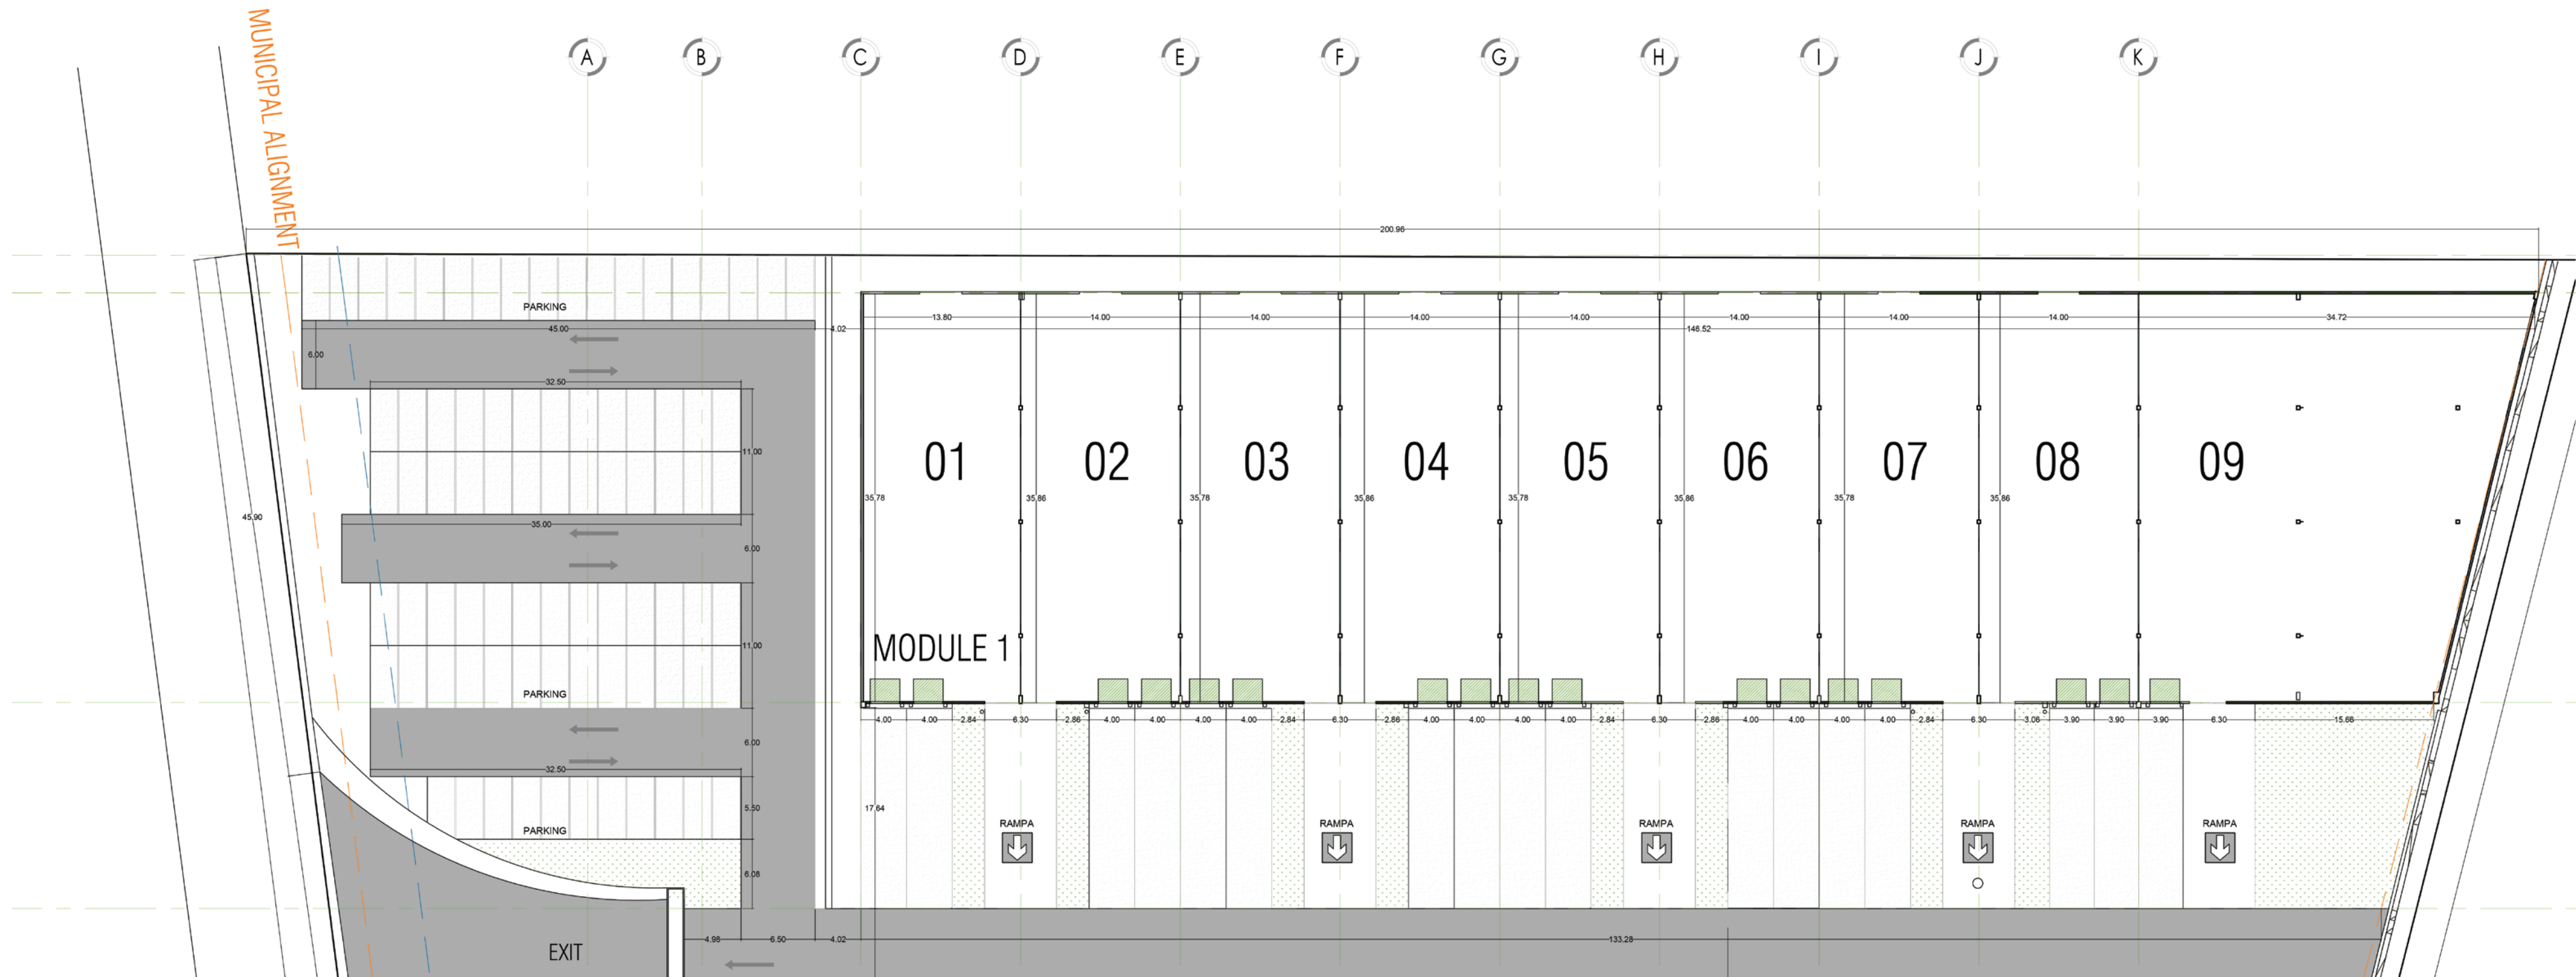 MUNICIPAL ALIGNMENT
A B C D E F G H I J K
200.96
PARKING
45.00 4.02 13.80 14.00 14.00 14.00 14.00 14.00 14.00 14.00 34.72
146.52
6.00
32.50
11.00
01 02 03 04 05 06 07 08 09
35.78 35.86 35.78 35.86 35.78 35.86 35.78 35.86
45.90
35.00
6.00
11.00
MODULE 1
PARKING
4.00 4.00 2.84 6.30 2.86 4.00 4.00 4.00 4.00 2.84 6.30 2.86 4.00 4.00 4.00 4.00 2.84 6.30 2.86 4.00 4.00 4.00 4.00 2.84 6.30 3.06 3.90 3.90 3.90 6.30 15.66
6.00
32.50
5.50
17.64
PARKING
RAMPA RAMPA RAMPA RAMPA RAMPA
6.08
4.98 6.50 4.02 133.28
EXIT